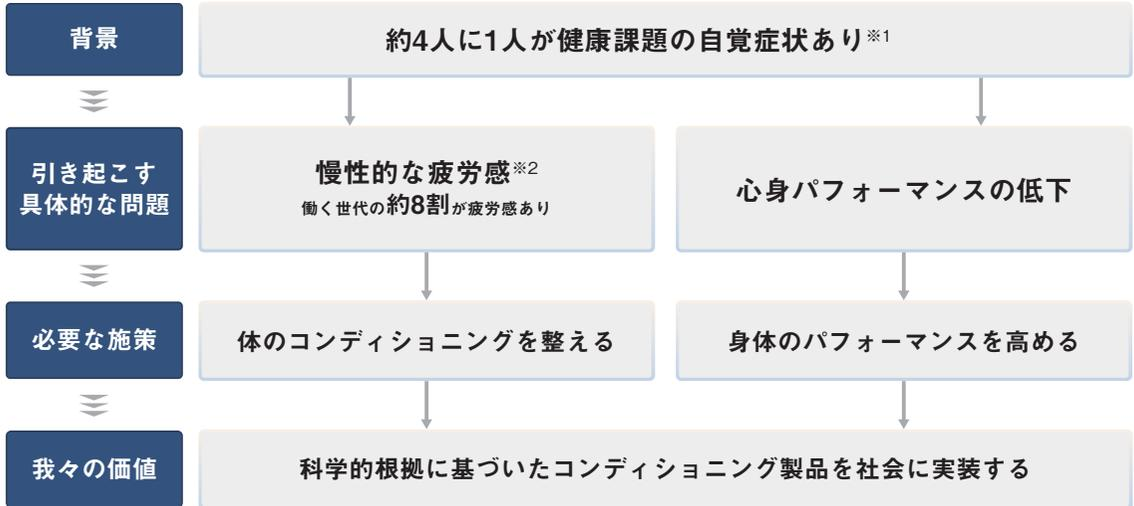 背景
約4人に1人が健康課題の自覚症状あり※1
引き起こす
具体的な問題
慢性的な疲労感※2
働く世代の約8割が疲労感あり
心身パフォーマンスの低下
必要な施策
体のコンディショニングを整える
身体のパフォーマンスを高める
我々の価値
科学的根拠に基づいたコンディショニング製品を社会に実装する